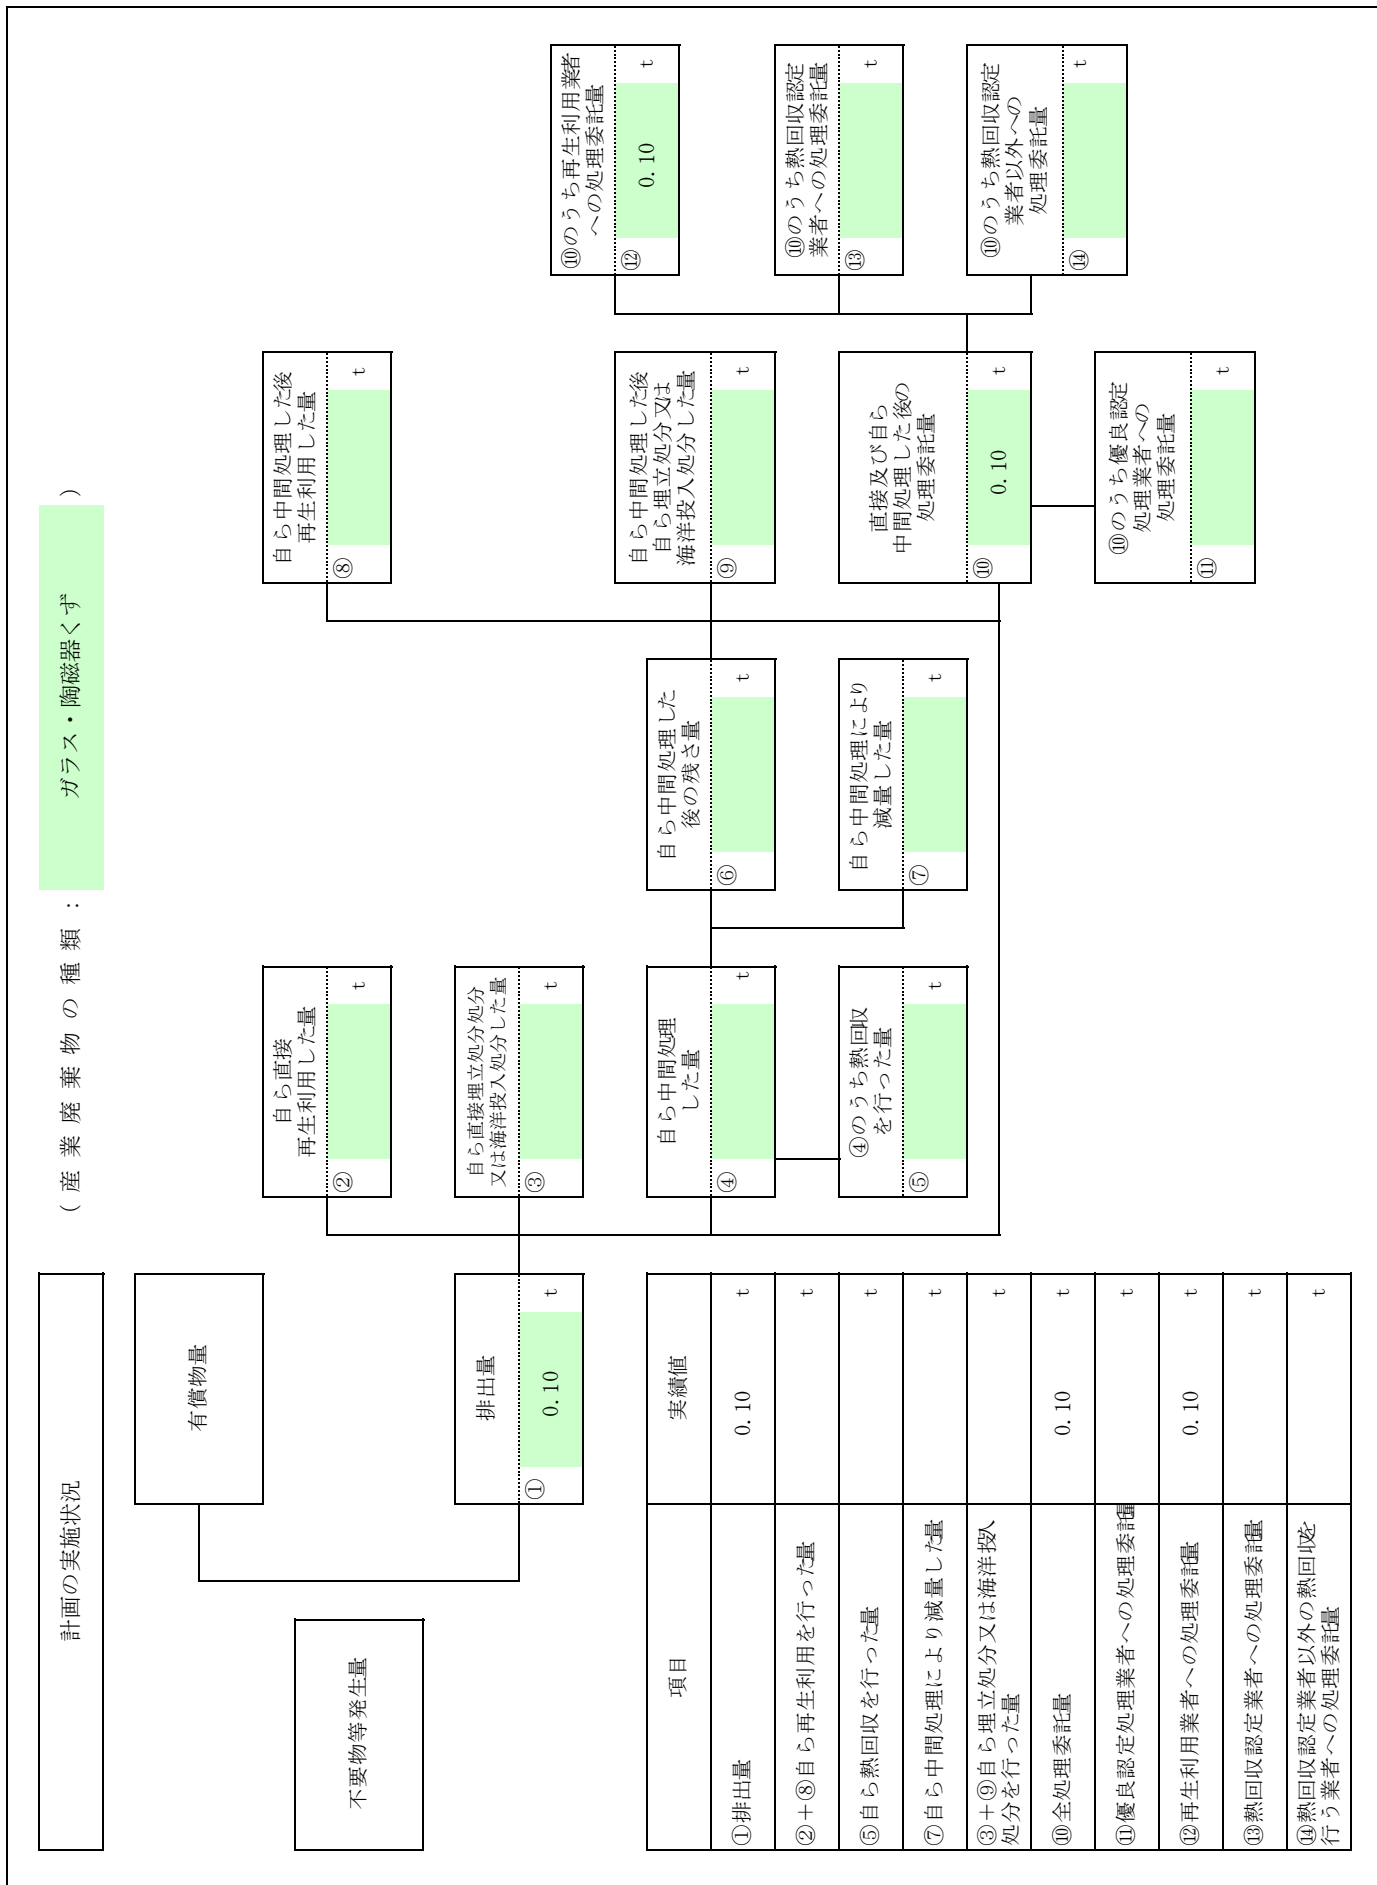 計画の実施状況
（産業廃棄物の種類：
ガラス・陶磁器くず
）
不要物等発生量
有償物量
排出量
① 0.10 t
自ら直接
再生利用した量
② t
自ら直接埋立処分処分
又は海洋投入処分した量
③ t
自ら中間処理
した量
④ t
④のうち熱回収
を行った量
⑤ t
自ら中間処理した
後の残さ量
⑥ t
自ら中間処理により
減量した量
⑦ t
自ら中間処理した後
再生利用した量
⑧ t
自ら中間処理した後
自ら埋立処分又は
海洋投入処分した量
⑨ t
直接及び自ら
中間処理した後の
処理委託量
⑩ 0.10 t
⑩のうち優良認定
処理業者への
処理委託量
⑪ t
⑩のうち再生利用業者
への処理委託量
⑫ 0.10 t
⑩のうち熱回収認定
業者への処理委託量
⑬ t
⑩のうち熱回収認定
業者以外への
処理委託量
⑭ t
項目 実績値
①排出量 0.10 t
②＋⑧自ら再生利用を行った量 t
⑤自ら熱回収を行った量 t
⑦自ら中間処理により減量した量 t
③＋⑨自ら埋立処分又は海洋投入
処分を行った量 t
⑩全処理委託量 0.10 t
⑪優良認定処理業者への処理委託量 t
⑫再生利用業者への処理委託量 0.10 t
⑬熱回収認定業者への処理委託量 t
⑭熱回収認定業者以外の熱回収を
行う業者への処理委託量 t